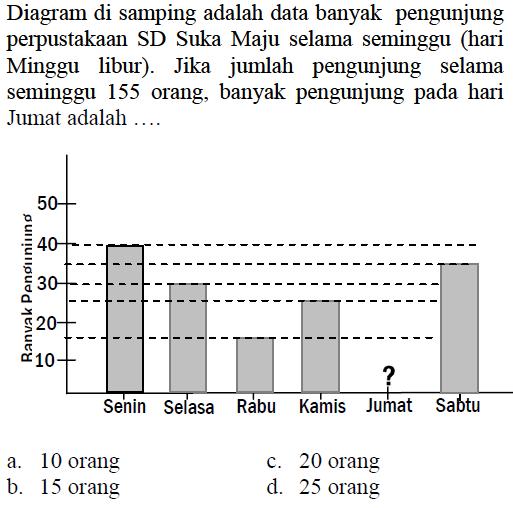 Diagram di samping adalah data banyak pengunjung
perpustakaan SD Suka Maju selama seminggu (hari
Minggu libur). Jika jumlah pengunjung selama
seminggu 155 orang, banyak pengunjung pada hari
Jumat adalah ….
Banyak Pengunjung
50
40
30
20
10
?
Senin Selasa Rabu Kamis Jumat Sabtu
a. 10 orang c. 20 orang
b. 15 orang d. 25 orang